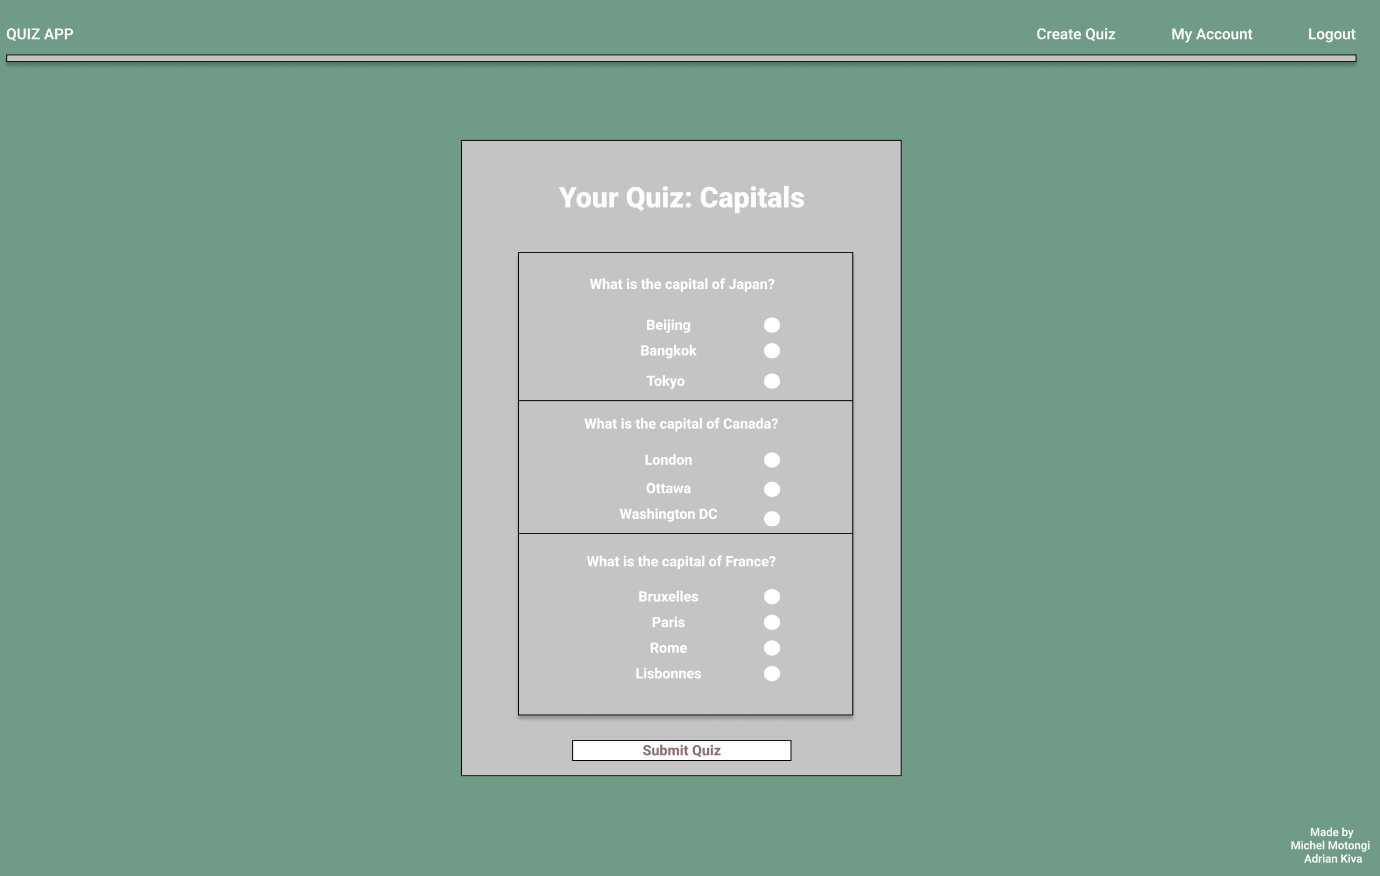 QUIZ APP
Create Quiz
My Account
Logout
Your Quiz: Capitals
What is the capital of Japan?
Beijing
Bangkok
Tokyo
What is the capital of Canada?
London
Ottawa
Washington DC
What is the capital of France?
Bruxelles
Paris
Rome
Lisbonnes
Submit Quiz
Made by
Michel Motongi
Adrian Kiva